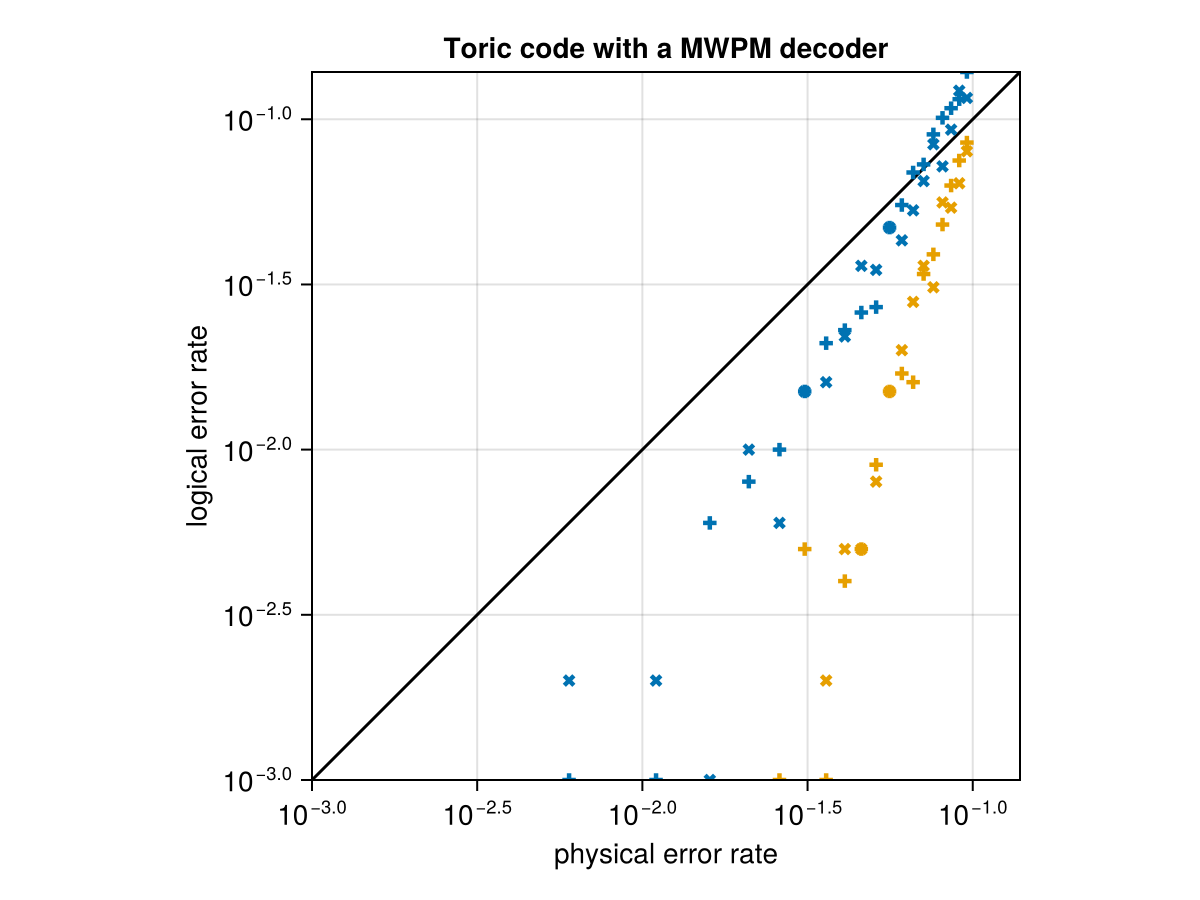 Toric code with a MWPM decoder
logical error rate
10⁻¹·⁰
10⁻¹·⁵
10⁻²·⁰
10⁻²·⁵
10⁻³·⁰
10⁻³·⁰ 10⁻²·⁵ 10⁻²·⁰ 10⁻¹·⁵ 10⁻¹·⁰
physical error rate